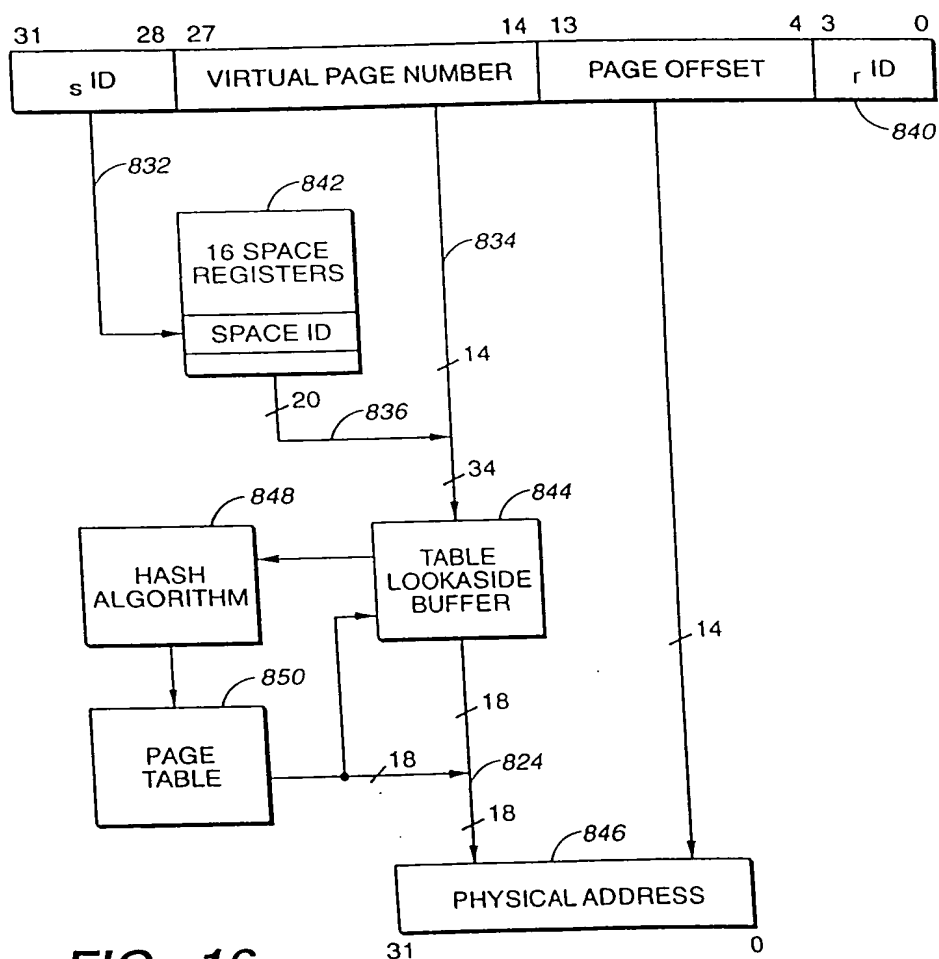 31 28 27 14 13 4 3 0
s ID VIRTUAL PAGE NUMBER PAGE OFFSET r ID
840
832
842
834
16 SPACE
REGISTERS
SPACE ID
14
20
836
34
848
844
HASH
ALGORITHM
TABLE
LOOKASIDE
BUFFER
14
850
18
PAGE
TABLE
18
824
18
846
PHYSICAL ADDRESS
31 0